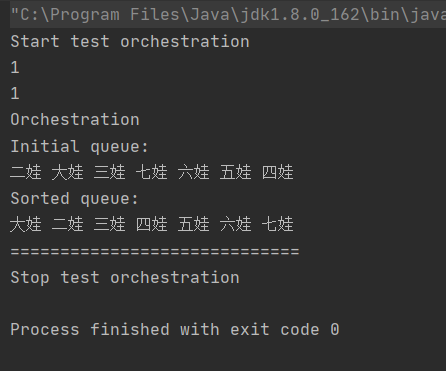 "C:\Program Files\Java\jdk1.8.0_162\bin\java
Start test orchestration
1
1
Orchestration
Initial queue:
二娃 大娃 三娃 七娃 六娃 五娃 四娃
Sorted queue:
大娃 二娃 三娃 四娃 五娃 六娃 七娃
=============================
Stop test orchestration
Process finished with exit code 0